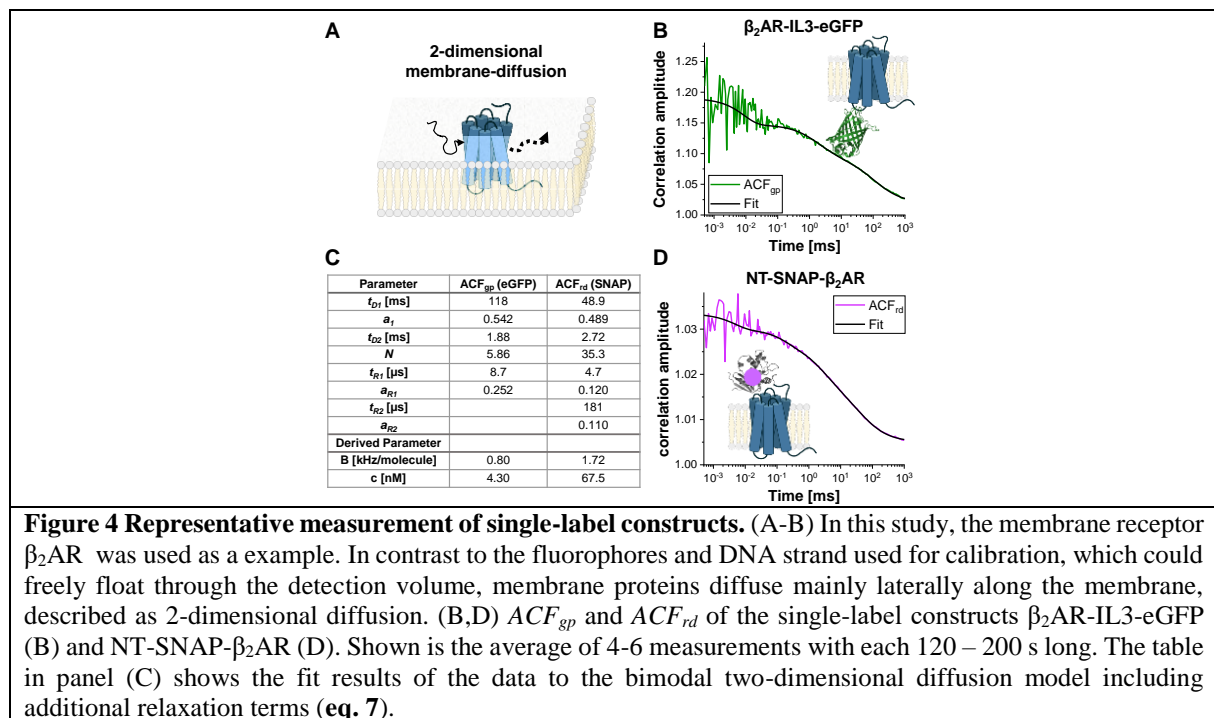 A
2-dimensional
membrane-diffusion
B
β₂AR-IL3-eGFP
Correlation amplitude
1.25
1.20
1.15
1.10
1.05
1.00
ACFgp
Fit
10⁻³ 10⁻² 10⁻¹ 10⁰ 10¹ 10² 10³
Time [ms]
C
Parameter ACFgp (eGFP) ACFrd (SNAP)
tD1 [ms] 118 48.9
a1 0.542 0.489
tD2 [ms] 1.88 2.72
N 5.86 35.3
tR1 [µs] 8.7 4.7
aR1 0.252 0.120
tR2 [µs] 181
aR2 0.110
Derived Parameter
B [kHz/molecule] 0.80 1.72
c [nM] 4.30 67.5
D
NT-SNAP-β₂AR
correlation amplitude
1.03
1.02
1.01
1.00
ACFrd
Fit
10⁻³ 10⁻² 10⁻¹ 10⁰ 10¹ 10² 10³
Time [ms]
Figure 4 Representative measurement of single-label constructs. (A-B) In this study, the membrane receptor
β₂AR was used as a example. In contrast to the fluorophores and DNA strand used for calibration, which could
freely float through the detection volume, membrane proteins diffuse mainly laterally along the membrane,
described as 2-dimensional diffusion. (B,D) ACFgp and ACFrd of the single-label constructs β₂AR-IL3-eGFP
(B) and NT-SNAP-β₂AR (D). Shown is the average of 4-6 measurements with each 120 – 200 s long. The table
in panel (C) shows the fit results of the data to the bimodal two-dimensional diffusion model including
additional relaxation terms (eq. 7).